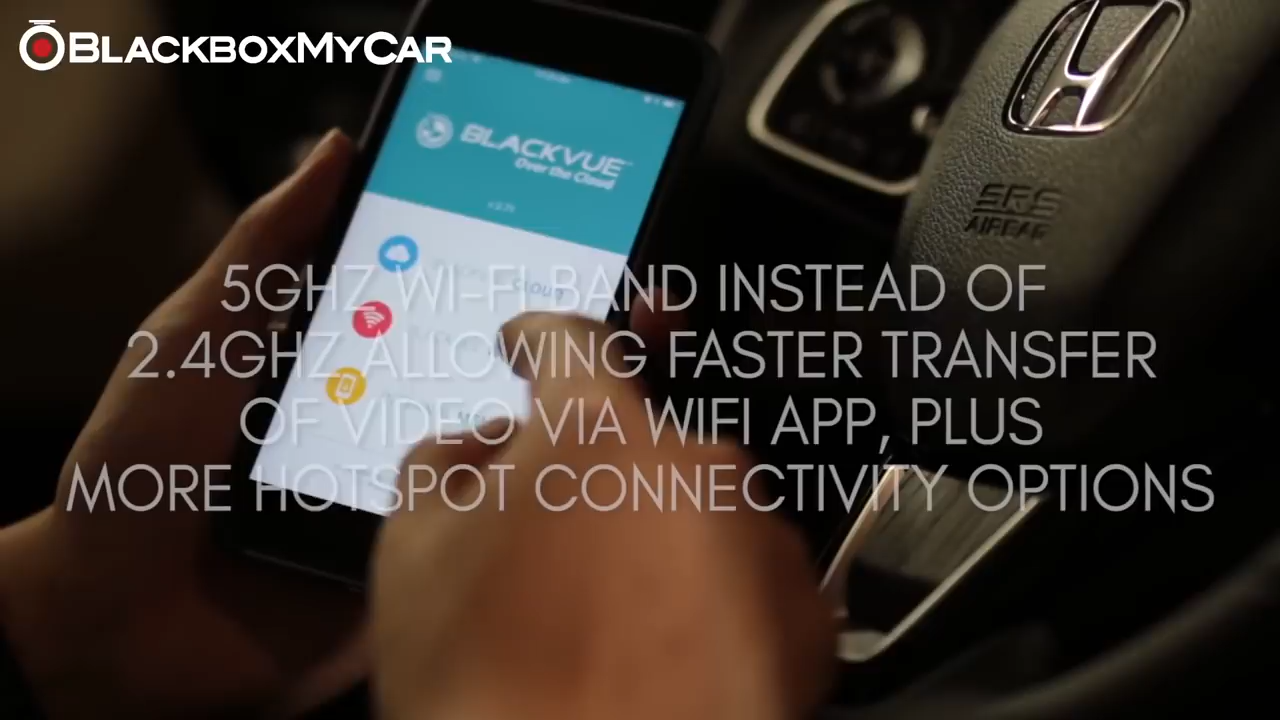 BLACKBOXMYCAR
BLACKVUE
Over the Cloud
SRS
AIRBAG
CLOUD
5GHZ WI-FI BAND INSTEAD OF
2.4GHZ ALLOWING FASTER TRANSFER
OF VIDEO VIA WIFI APP, PLUS
MORE HOTSPOT CONNECTIVITY OPTIONS